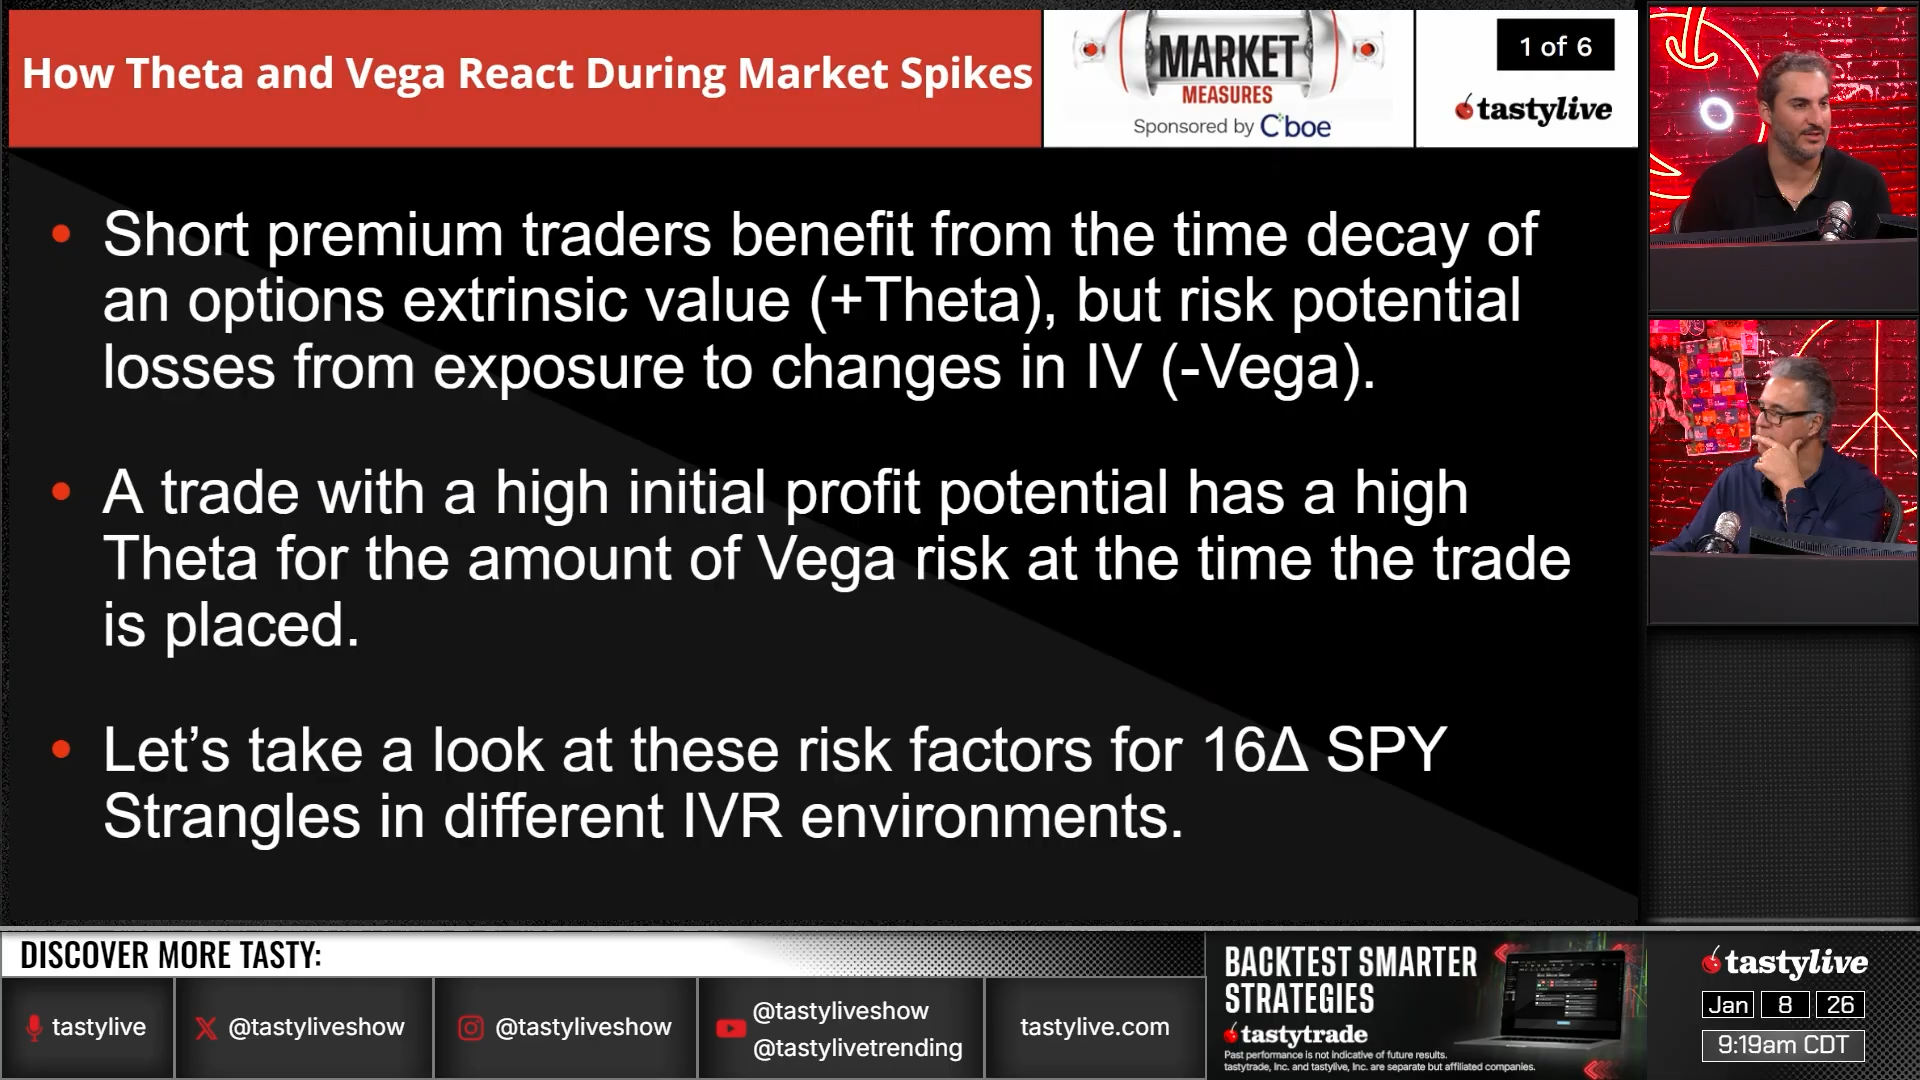 How Theta and Vega React During Market Spikes
MARKET
MEASURES
Sponsored by Cboe
1 of 6
tastylive
• Short premium traders benefit from the time decay of
an options extrinsic value (+Theta), but risk potential
losses from exposure to changes in IV (-Vega).
• A trade with a high initial profit potential has a high
Theta for the amount of Vega risk at the time the trade
is placed.
• Let’s take a look at these risk factors for 16Δ SPY
Strangles in different IVR environments.
DISCOVER MORE TASTY:
tastylive
@tastyliveshow
@tastyliveshow
@tastyliveshow
@tastylivetrending
tastylive.com
BACKTEST SMARTER
STRATEGIES
tastytrade
Past performance is not indicative of future results.
tastytrade, Inc. and tastylive, Inc. are separate but affiliated companies.
tastylive
Jan 8 26
9:19am CDT